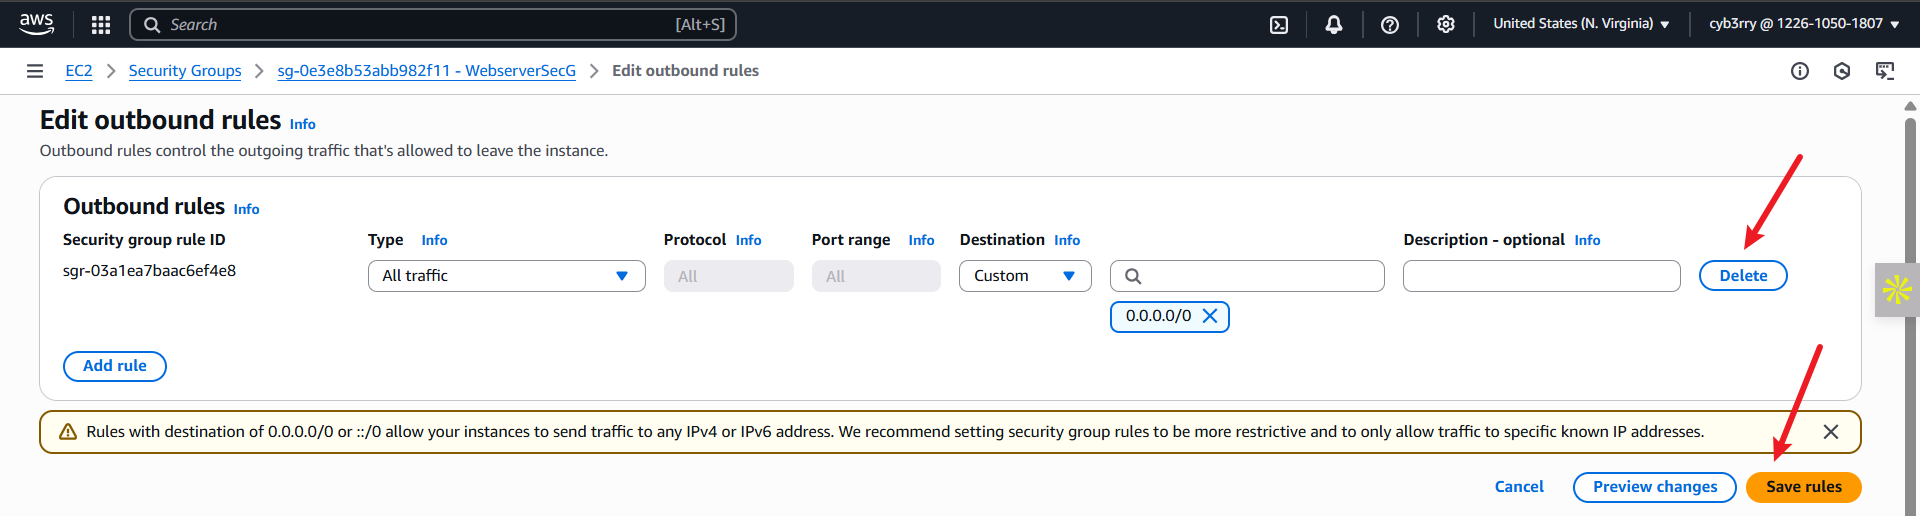 aws Search [Alt+S] United States (N. Virginia) cyb3rry @ 1226-1050-1807
EC2 Security Groups sg-0e3e8b53abb982f11 - WebserverSecG Edit outbound rules
Edit outbound rules Info
Outbound rules control the outgoing traffic that's allowed to leave the instance.
Outbound rules Info
Security group rule ID Type Info Protocol Info Port range Info Destination Info Description - optional Info
sgr-03a1ea7baac6ef4e8 All traffic All All Custom Delete
0.0.0.0/0
Add rule
Rules with destination of 0.0.0.0/0 or ::/0 allow your instances to send traffic to any IPv4 or IPv6 address. We recommend setting security group rules to be more restrictive and to only allow traffic to specific known IP addresses.
Cancel Preview changes Save rules